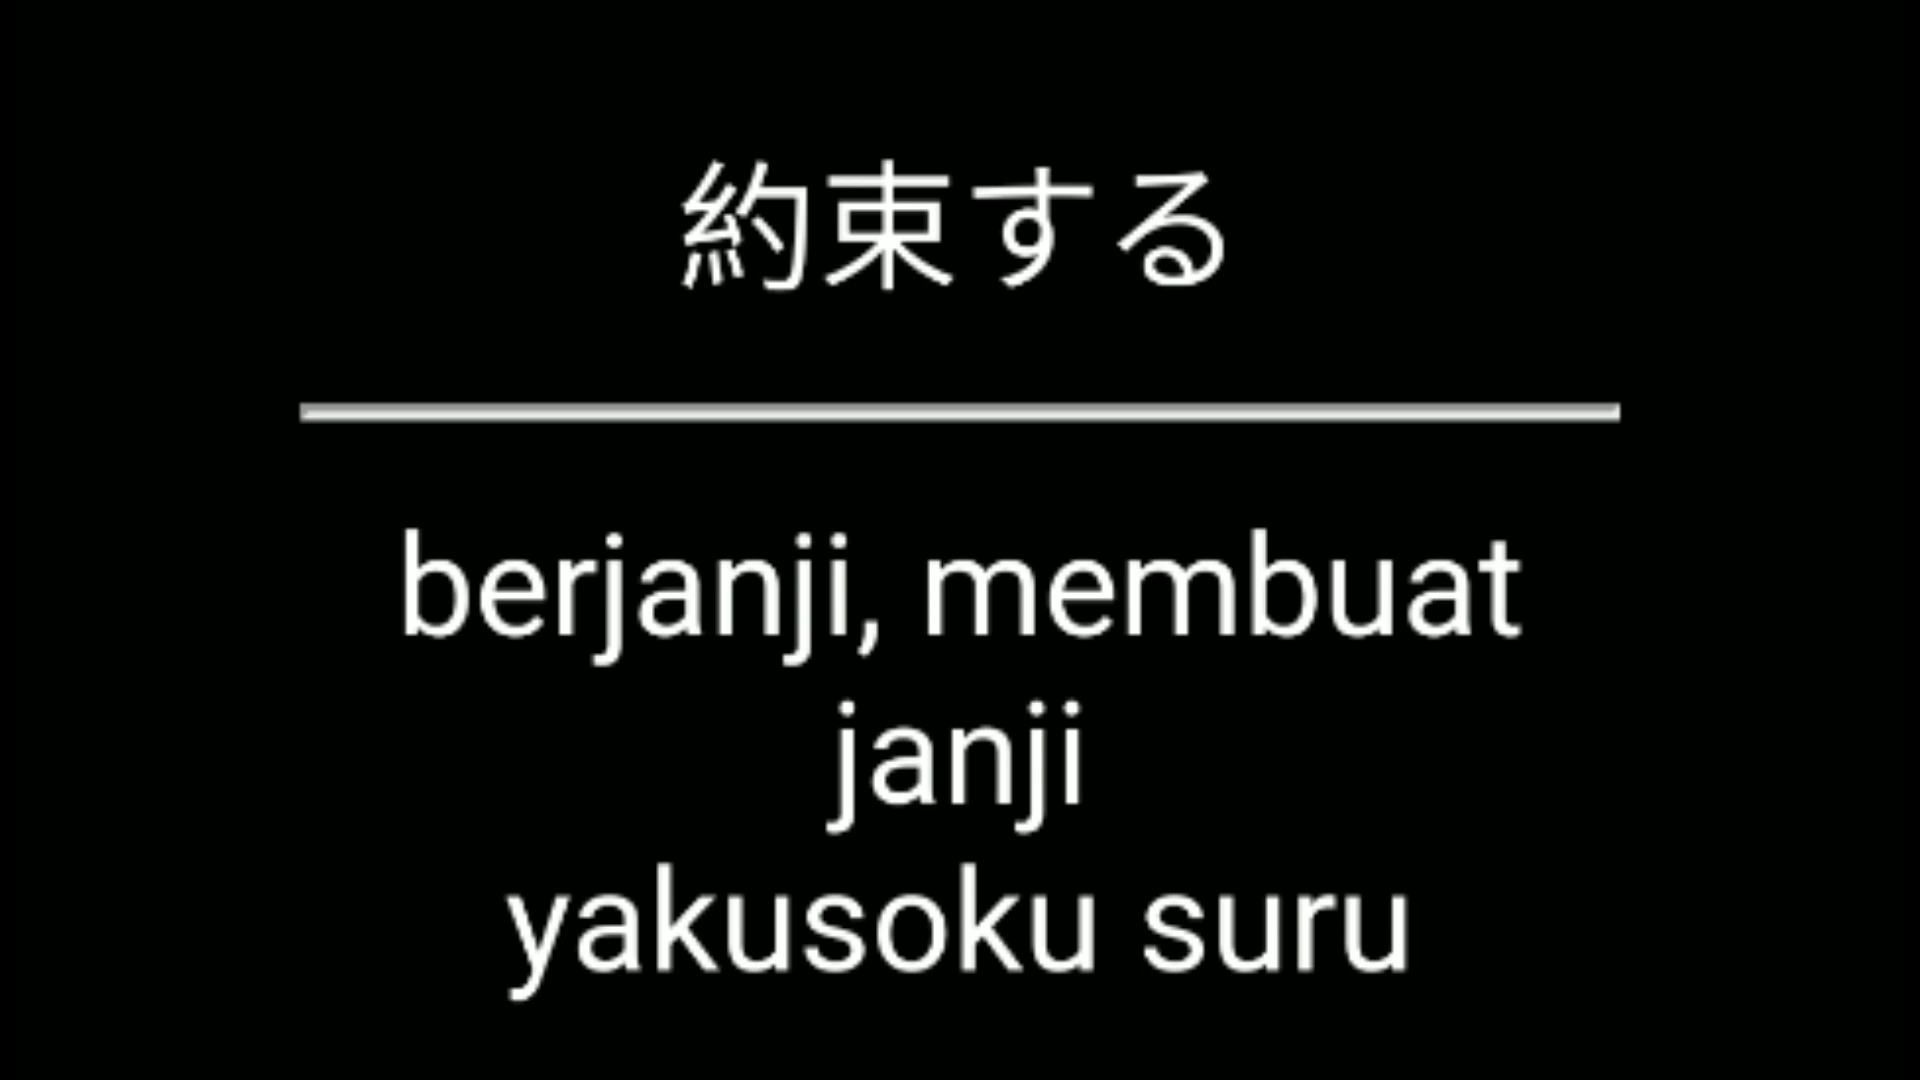 約束する
berjanji, membuat
janji
yakusoku suru